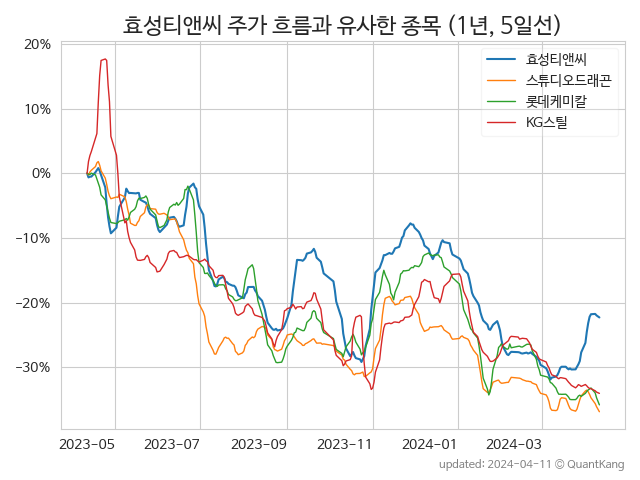 효성티앤씨 주가 흐름과 유사한 종목 (1년, 5일선)
효성티앤씨
스튜디오드래곤
롯데케미칼
KG스틸
20%
10%
0%
−10%
−20%
−30%
2023-05 2023-07 2023-09 2023-11 2024-01 2024-03
updated: 2024-04-11 © QuantKang